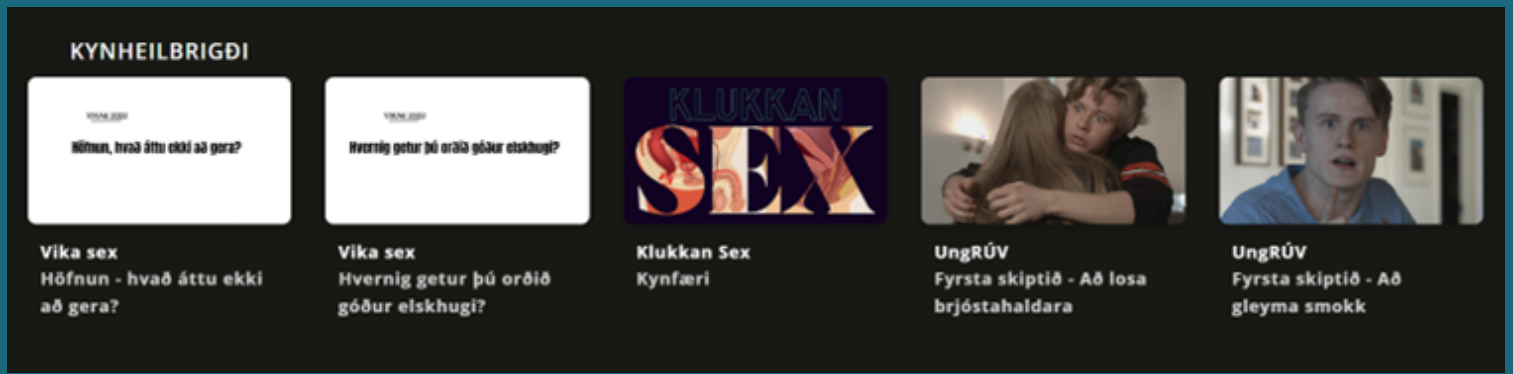 KYNHEILBRIGÐI
VIKAN SEX
Höfnun, hvað áttu ekki að gera?
Vika sex
Höfnun - hvað áttu ekki
að gera?
Hvernig getur þú orðið góður elskhugi?
Vika sex
Hvernig getur þú orðið
góður elskhugi?
KLUKKAN
SEX
Klukkan Sex
Kynfæri
UngRÚV
Fyrsta skiptið - Að losa
brjóstahaldara
UngRÚV
Fyrsta skiptið - Að
gleyma smokk